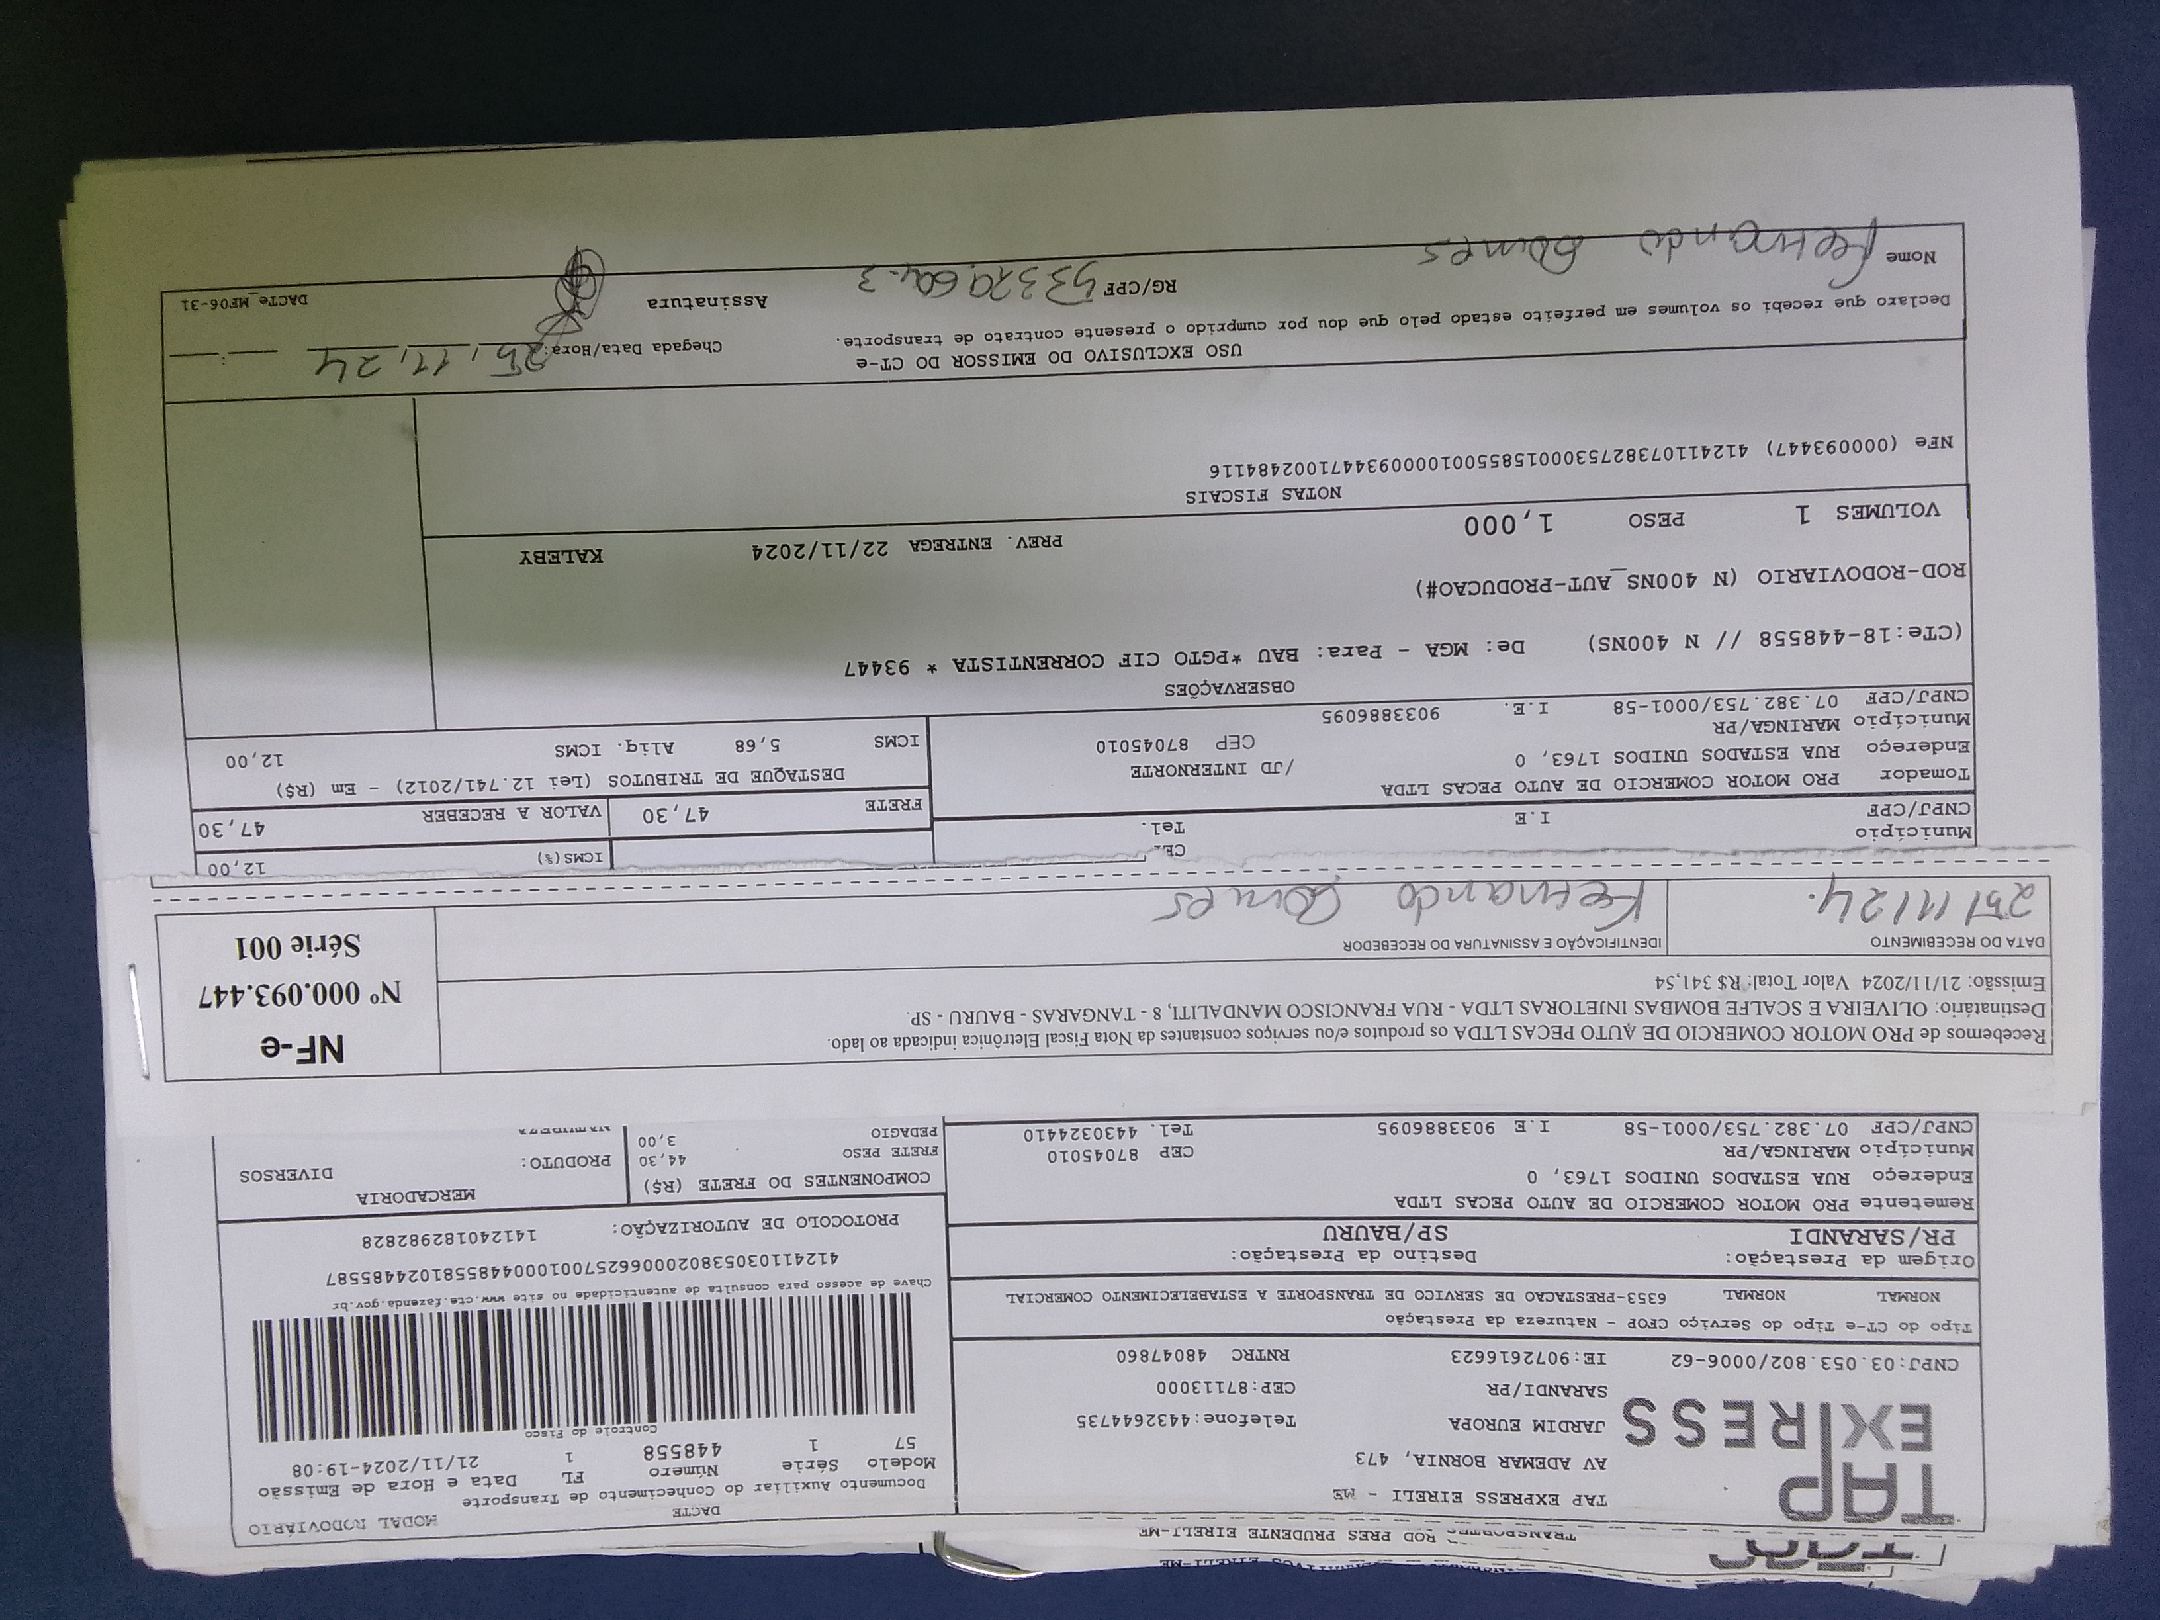 TRANSPORTES ROD PRES PRUDENTE EIRELI-ME
TAP
EXPRESS
TAP EXPRESS EIRELI - ME
AV ADEMAR BORNIA, 473
JARDIM EUROPA Telefone:4432644735
SARANDI/PR CEP:87113000
CNPJ:03.053.802/0006-62 IE:9072616623 RNTRC 48047860
DACTE MODAL RODOVIÁRIO
Documento Auxiliar do Conhecimento de Transporte
Modelo Série Número FL Data e Hora de Emissão
57 1 448558 1 21/11/2024-19:08
Controle do Fisco
Chave de acesso para consulta de autenticidade no site www.cte.fazenda.gov.br
41241103053802000662570010004485581024485587
PROTOCOLO DE AUTORIZAÇÃO: 141240182982828
Tipo do CT-e Tipo do Serviço CFOP - Natureza da Prestação
NORMAL NORMAL 6353-PRESTACAO DE SERVICO DE TRANSPORTE A ESTABELECIMENTO COMERCIAL
Origem da Prestação: Destino da Prestação:
PR/SARANDI SP/BAURU
Remetente PRO MOTOR COMERCIO DE AUTO PECAS LTDA
Endereço RUA ESTADOS UNIDOS 1763, 0
Município MARINGA/PR CEP 87045010
CNPJ/CPF 07.382.753/0001-58 I.E 9033886095 Tel. 4430324410
COMPONENTES DO FRETE (R$)
FRETE PESO 44,30
PEDAGIO 3,00
MERCADORIA
PRODUTO: DIVERSOS
Recebemos de PRO MOTOR COMERCIO DE AUTO PECAS LTDA os produtos e/ou serviços constantes da Nota Fiscal Eletrônica indicada ao lado.
Destinatário: OLIVEIRA E SCALFE BOMBAS INJETORAS LTDA - RUA FRANCISCO MANDALITI, 8 - TANGARAS - BAURU - SP.
Emissão: 21/11/2024 Valor Total: R$ 341,54
DATA DO RECEBIMENTO IDENTIFICAÇÃO E ASSINATURA DO RECEBEDOR
25/11/24. Fernando Gomes
NF-e
Nº 000.093.447
Série 001
Município
CNPJ/CPF I.E Tel.
ICMS(%) 12,00
FRETE 47,30 VALOR A RECEBER 47,30
Tomador PRO MOTOR COMERCIO DE AUTO PECAS LTDA
Endereço RUA ESTADOS UNIDOS 1763, 0 /JD INTERNORTE
Município MARINGA/PR CEP 87045010
CNPJ/CPF 07.382.753/0001-58 I.E. 9033886095
DESTAQUE DE TRIBUTOS (Lei 12.741/2012) - Em (R$)
ICMS 5,68 Aliq. ICMS 12,00
OBSERVAÇÕES
(CTe:18-448558 // N 400NS) De: MGA - Para: BAU *PGTO CIF CORRENTISTA * 93447
ROD-RODOVIARIO (N 400NS_AUT-PRODUCAO#)
VOLUMES 1 PESO 1,000 PREV. ENTREGA 22/11/2024 KALEBY
NOTAS FISCAIS
NFe (000093447) 41241107382753000158550010000934471002484116
USO EXCLUSIVO DO EMISSOR DO CT-e
Declaro que recebi os volumes em perfeito estado pelo que dou por cumprido o presente contrato de transporte.
Chegada Data/Hora: 25,11,24
Nome Fernando Gomes RG/CPF Assinatura DACTe_MF06-31